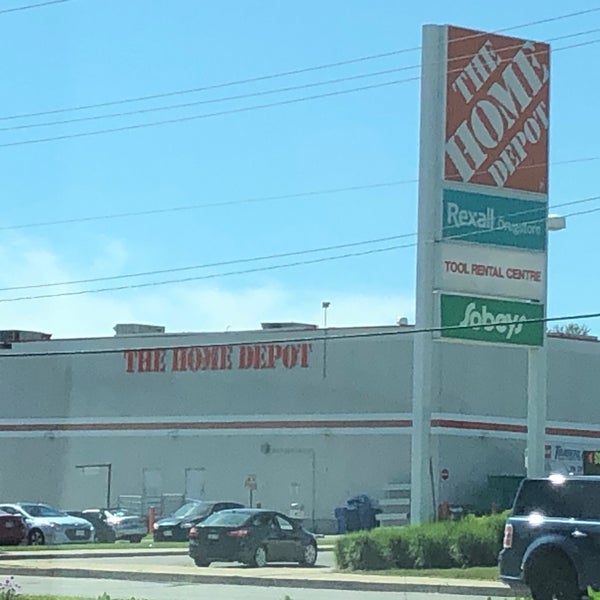 THE
HOME
DEPOT
Rexall Drugstore
TOOL RENTAL CENTRE
Sobeys
THE HOME DEPOT